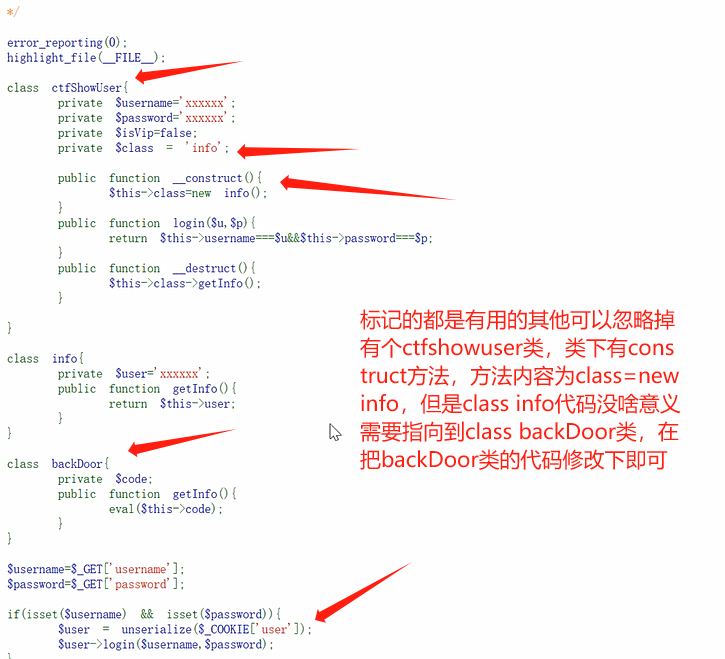 */
error_reporting(0);
highlight_file(__FILE__);
class ctfShowUser{
private $username='xxxxxx';
private $password='xxxxxx';
private $isVip=false;
private $class = 'info';
public function __construct(){
$this->class=new info();
}
public function login($u,$p){
return $this->username===$u&&$this->password===$p;
}
public function __destruct(){
$this->class->getInfo();
}
}
class info{
private $user='xxxxxx';
public function getInfo(){
return $this->user;
}
}
class backDoor{
private $code;
public function getInfo(){
eval($this->code);
}
}
$username=$_GET['username'];
$password=$_GET['password'];
if(isset($username) && isset($password)){
$user = unserialize($_COOKIE['user']);
$user->login($username,$password);
}
标记的都是有用的其他可以忽略掉
有个ctfshowuser类，类下有cons
truct方法，方法内容为class=new
info，但是class info代码没啥意义
需要指向到class backDoor类，在
把backDoor类的代码修改下即可